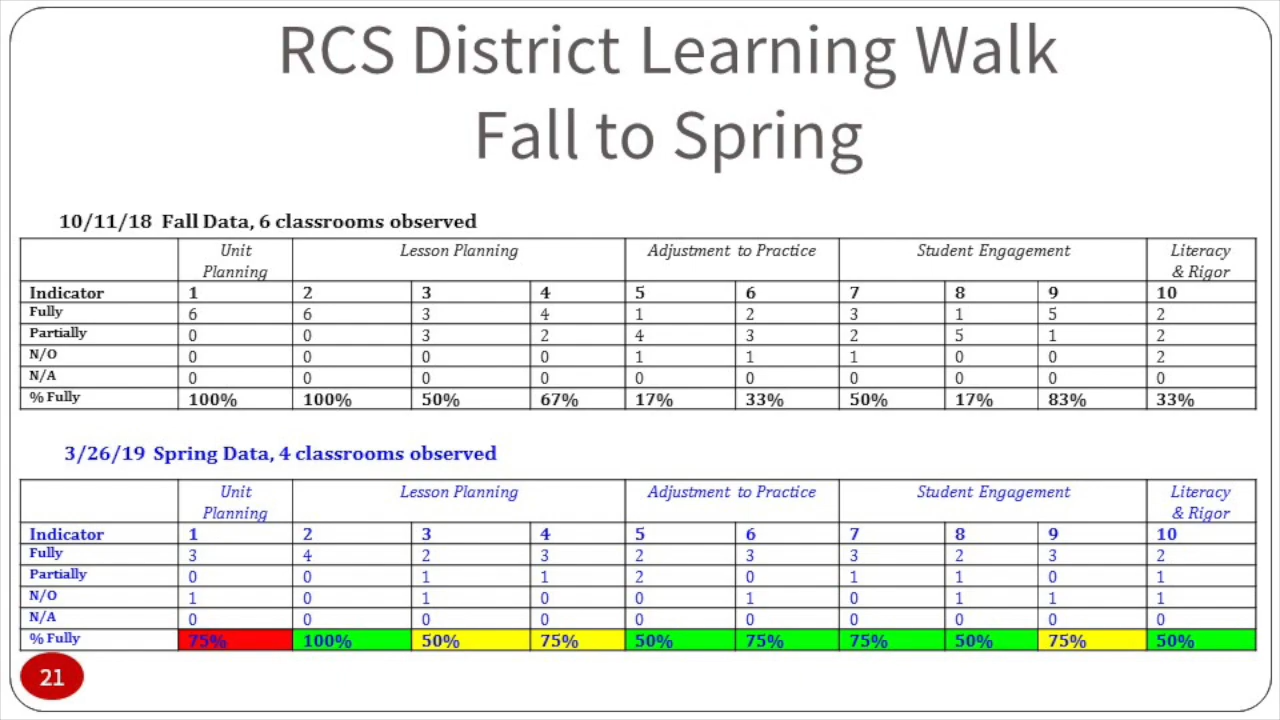 RCS District Learning Walk
Fall to Spring
10/11/18 Fall Data, 6 classrooms observed
Unit Planning Lesson Planning Adjustment to Practice Student Engagement Literacy & Rigor
Indicator 1 2 3 4 5 6 7 8 9 10
Fully 6 6 3 4 1 2 3 1 5 2
Partially 0 0 3 2 4 3 2 5 1 2
N/O 0 0 0 0 1 1 1 0 0 2
N/A 0 0 0 0 0 0 0 0 0 0
% Fully 100% 100% 50% 67% 17% 33% 50% 17% 83% 33%
3/26/19 Spring Data, 4 classrooms observed
Unit Planning Lesson Planning Adjustment to Practice Student Engagement Literacy & Rigor
Indicator 1 2 3 4 5 6 7 8 9 10
Fully 3 4 2 3 2 3 3 2 3 2
Partially 0 0 1 1 2 0 1 1 0 1
N/O 1 0 1 0 0 1 0 1 1 1
N/A 0 0 0 0 0 0 0 0 0 0
% Fully 75% 100% 50% 75% 50% 75% 75% 50% 75% 50%
21